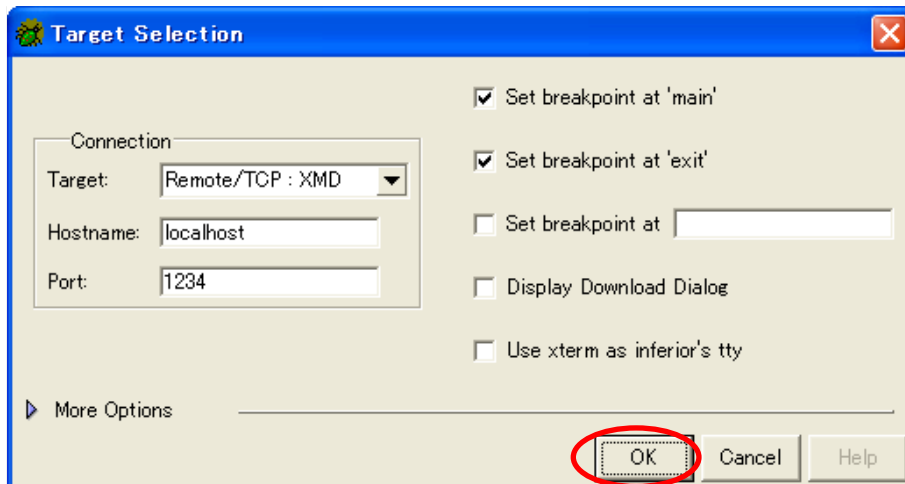 Target Selection
Connection
Target: Remote/TCP : XMD
Hostname: localhost
Port: 1234
Set breakpoint at 'main'
Set breakpoint at 'exit'
Set breakpoint at
Display Download Dialog
Use xterm as inferior's tty
More Options
OK Cancel Help